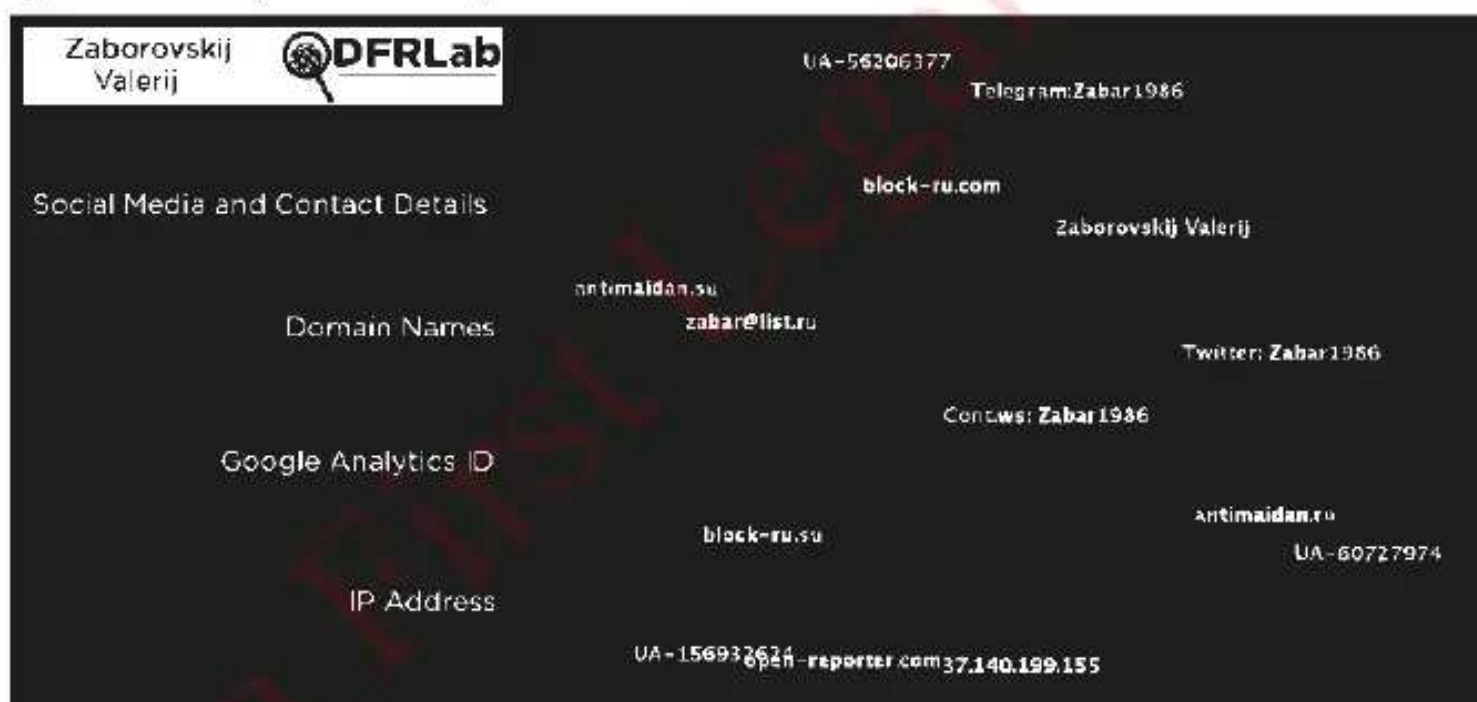 Zaborovskij
Valerij
DFRLab
UA-56206377
Telegram:Zabar1986
block-ru.com
Social Media and Contact Details
Zaborovskij Valerij
antimaidan.su
Domain Names
zabar@list.ru
Twitter: Zabar1986
Cont.ws: Zabar1986
Google Analytics ID
antimaidan.ru
block-ru.su
UA-60727974
IP Address
open-reporter.com
37.140.199.155